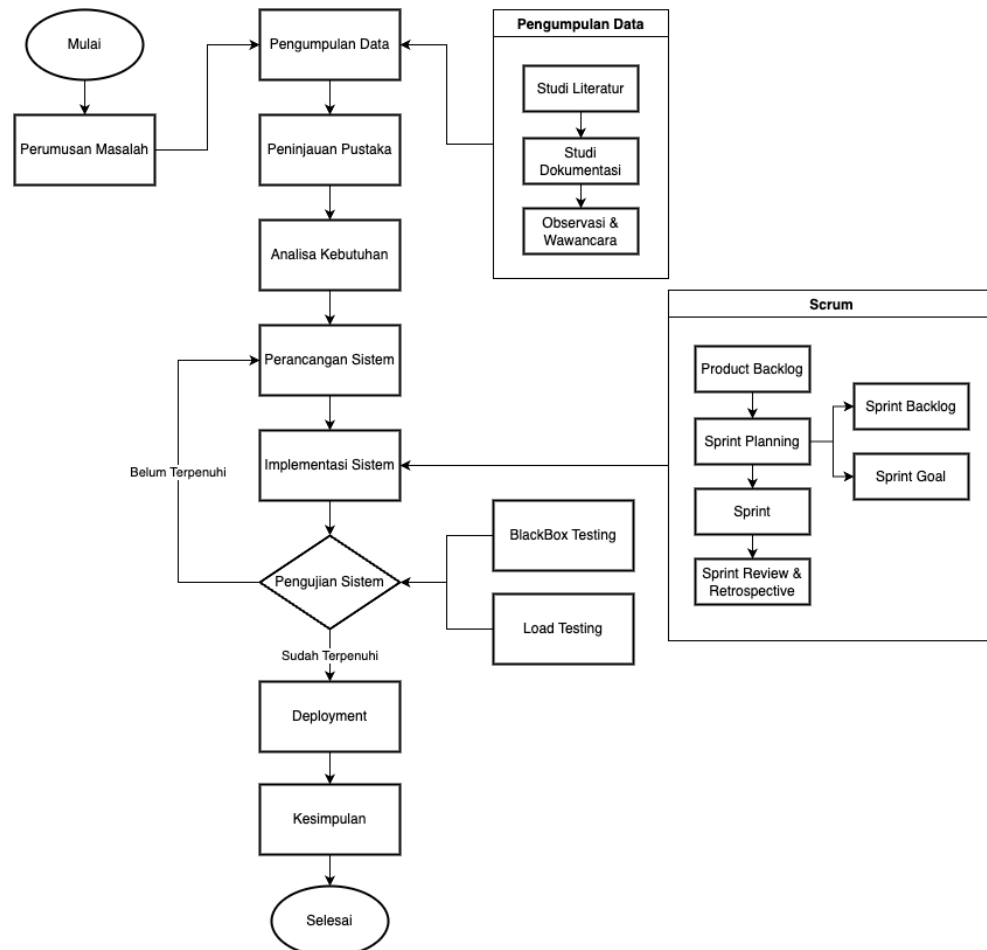 Mulai
Perumusan Masalah
Pengumpulan Data
Peninjauan Pustaka
Analisa Kebutuhan
Perancangan Sistem
Implementasi Sistem
Belum Terpenuhi
Pengujian Sistem
Sudah Terpenuhi
Deployment
Kesimpulan
Selesai
Pengumpulan Data
Studi Literatur
Studi
Dokumentasi
Observasi &
Wawancara
BlackBox Testing
Load Testing
Scrum
Product Backlog
Sprint Planning
Sprint Backlog
Sprint Goal
Sprint
Sprint Review &
Retrospective